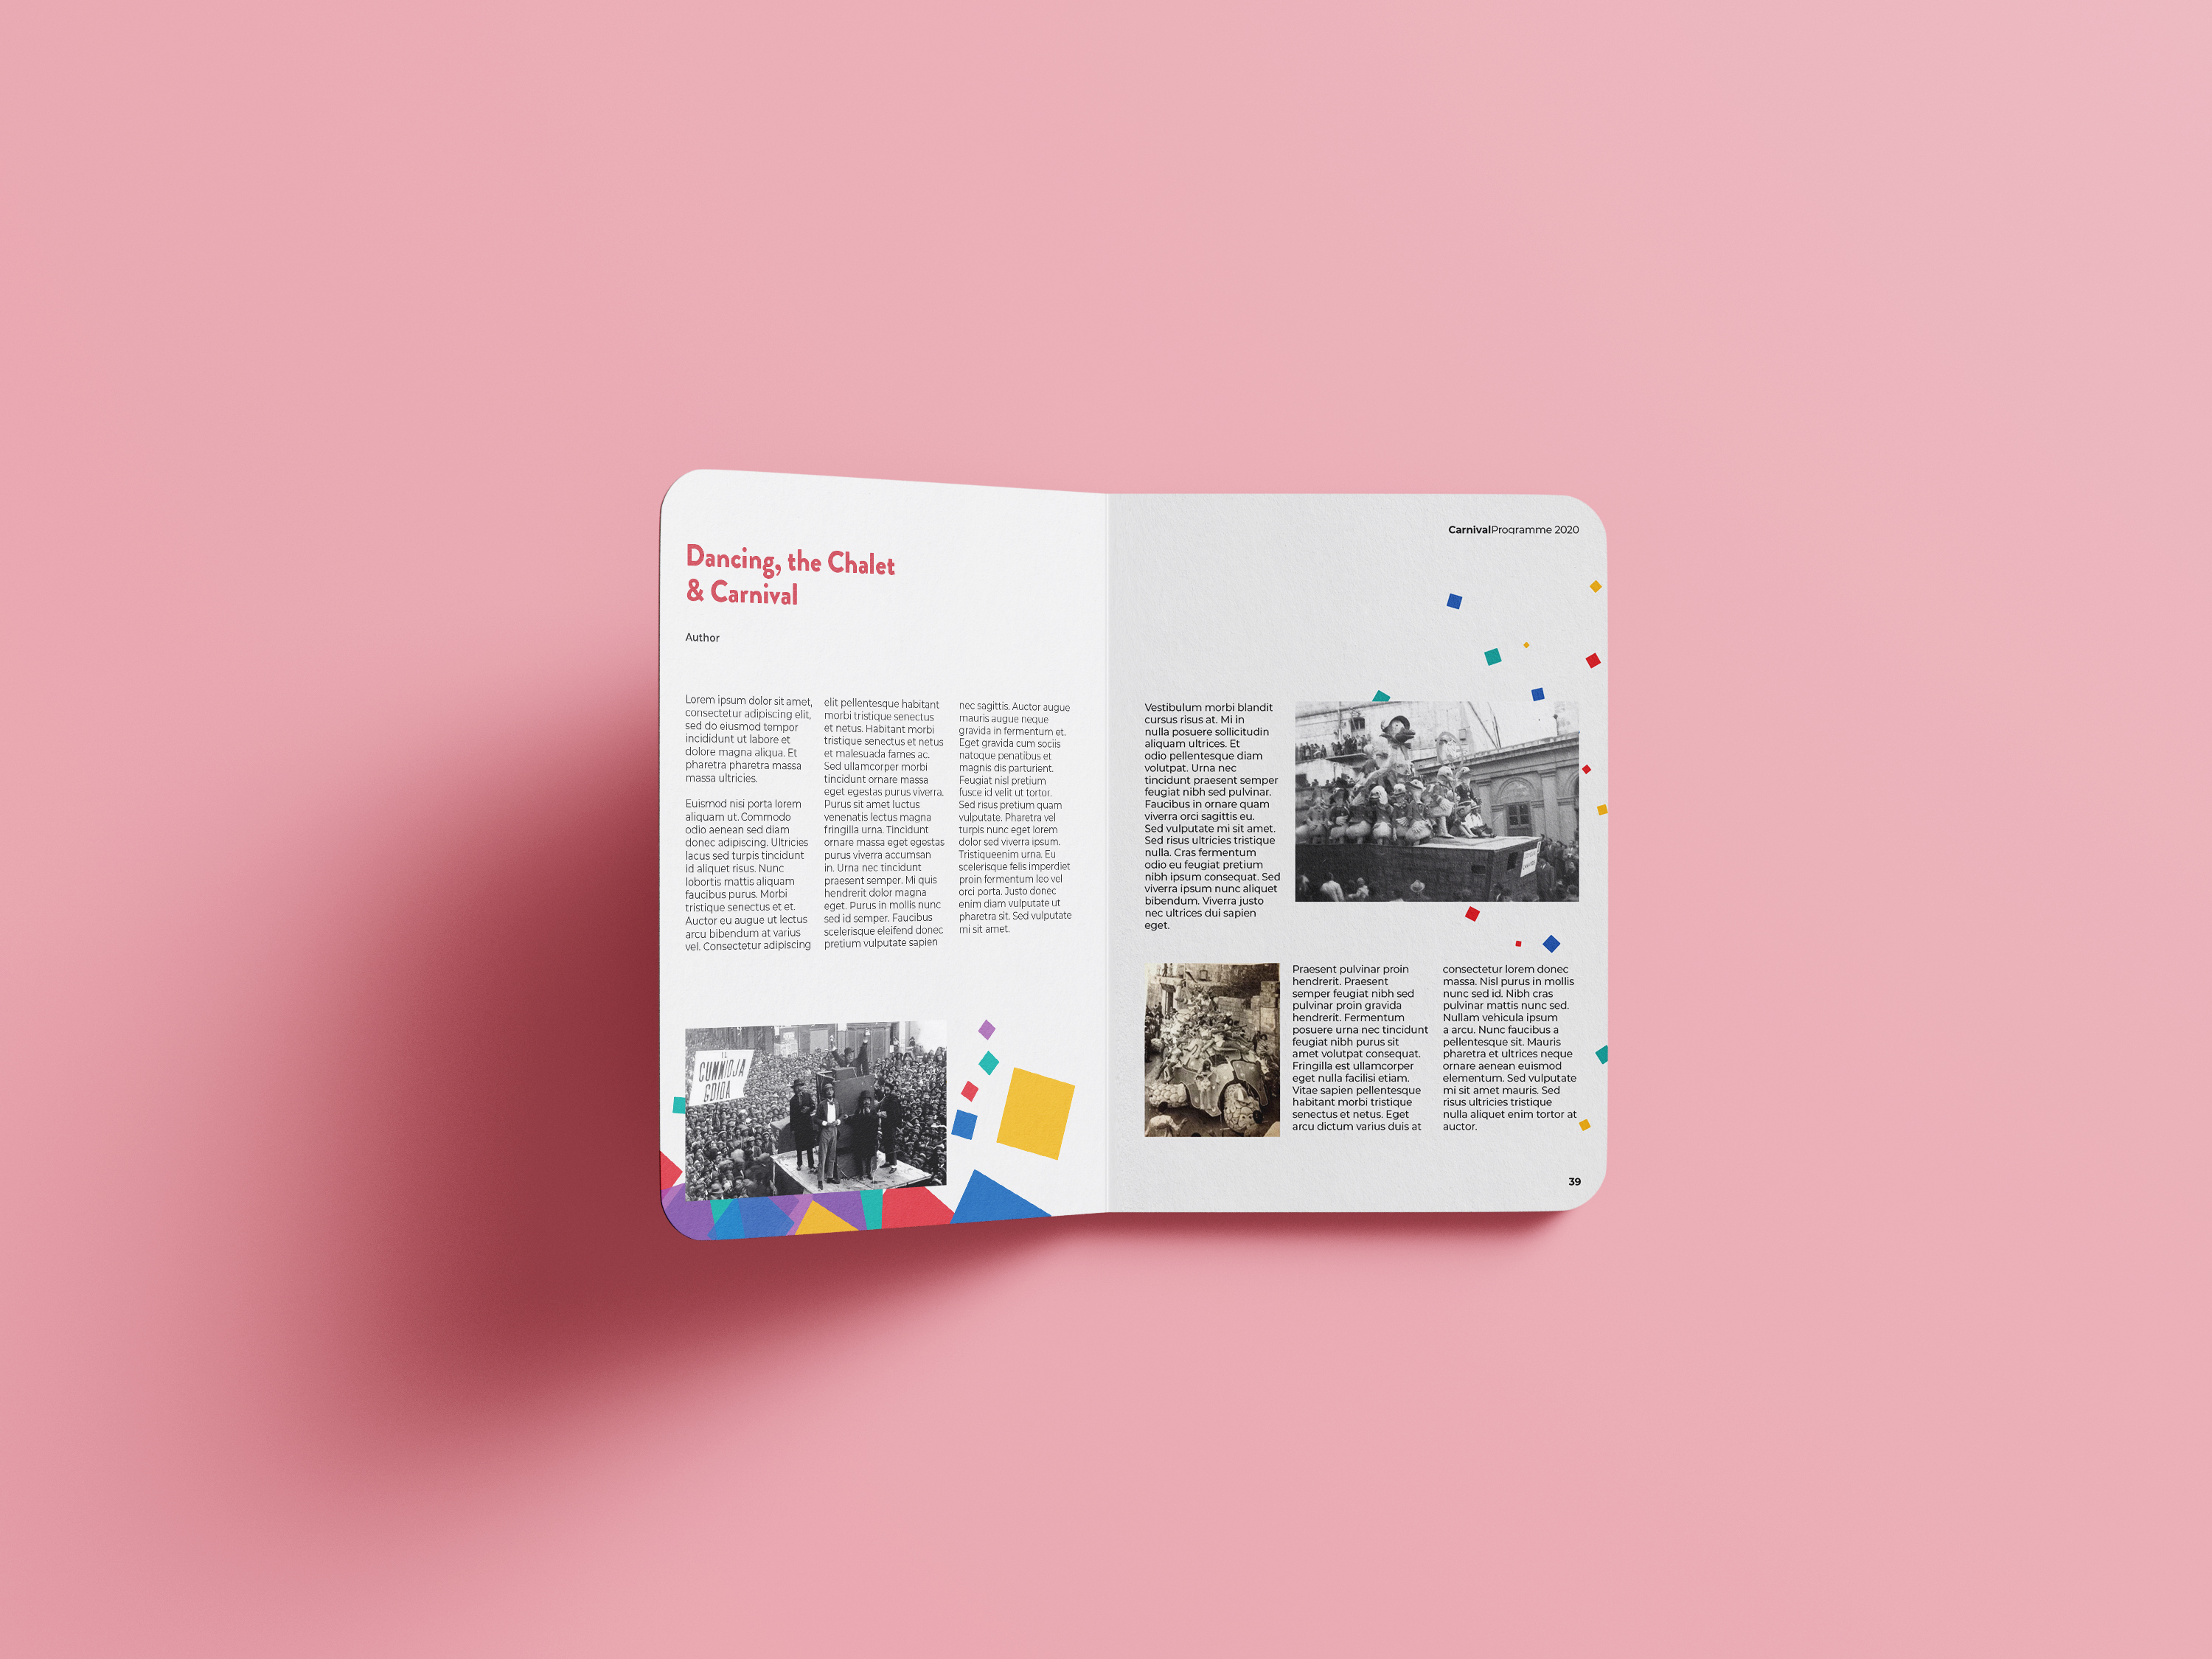 Dancing, the Chalet
& Carnival
Author
Lorem ipsum dolor sit amet,
consectetur adipiscing elit,
sed do eiusmod tempor
incididunt ut labore et
dolore magna aliqua. Et
pharetra pharetra massa
massa ultricies.
Euismod nisi porta lorem
aliquam ut. Commodo
odio aenean sed diam
donec adipiscing. Ultricies
lacus sed turpis tincidunt
id aliquet risus. Nunc
lobortis mattis aliquam
faucibus purus. Morbi
tristique senectus et et.
Auctor eu augue ut lectus
arcu bibendum at varius
vel. Consectetur adipiscing
elit pellentesque habitant
morbi tristique senectus
et netus. Habitant morbi
tristique senectus et netus
et malesuada fames ac.
Sed ullamcorper morbi
tincidunt ornare massa
eget egestas purus viverra.
Purus sit amet luctus
venenatis lectus magna
fringilla urna. Tincidunt
ornare massa eget egestas
purus viverra accumsan
in. Urna nec tincidunt
praesent semper. Mi quis
hendrerit dolor magna
eget. Purus in mollis nunc
sed id semper. Faucibus
scelerisque eleifend donec
pretium vulputate sapien
nec sagittis. Auctor augue
mauris augue neque
gravida in fermentum et.
Eget gravida cum sociis
natoque penatibus et
magnis dis parturient.
Feugiat nisl pretium
fusce id velit ut tortor.
Sed risus pretium quam
vulputate. Pharetra vel
turpis nunc eget lorem
dolor sed viverra ipsum.
Tristiqueenim urna. Eu
scelerisque felis imperdiet
proin fermentum leo vel
orci porta. Justo donec
enim diam vulputate ut
pharetra sit. Sed vulputate
mi sit amet.
IL
CUMNIDJA
GUIDA
CarnivalProgramme 2020
Vestibulum morbi blandit
cursus risus at. Mi in
nulla posuere sollicitudin
aliquam ultrices. Et
odio pellentesque diam
volutpat. Urna nec
tincidunt praesent semper
feugiat nibh sed pulvinar.
Faucibus in ornare quam
viverra orci sagittis eu.
Sed vulputate mi sit amet.
Sed risus ultricies tristique
nulla. Cras fermentum
odio eu feugiat pretium
nibh ipsum consequat. Sed
viverra ipsum nunc aliquet
bibendum. Viverra justo
nec ultrices dui sapien
eget.
Praesent pulvinar proin
hendrerit. Praesent
semper feugiat nibh sed
pulvinar proin gravida
hendrerit. Fermentum
posuere urna nec tincidunt
feugiat nibh purus sit
amet volutpat consequat.
Fringilla est ullamcorper
eget nulla facilisi etiam.
Vitae sapien pellentesque
habitant morbi tristique
senectus et netus. Eget
arcu dictum varius duis at
consectetur lorem donec
massa. Nisl purus in mollis
nunc sed id. Nibh cras
pulvinar mattis nunc sed.
Nullam vehicula ipsum
a arcu. Nunc faucibus a
pellentesque sit. Mauris
pharetra et ultrices neque
ornare aenean euismod
elementum. Sed vulputate
mi sit amet mauris. Sed
risus ultricies tristique
nulla aliquet enim tortor at
auctor.
39